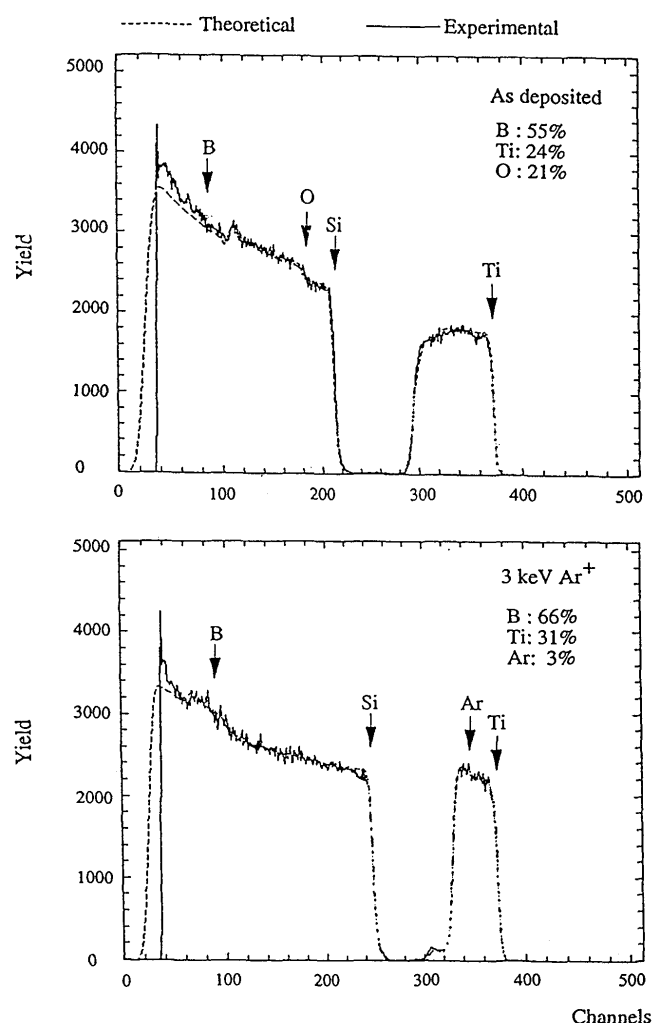 Theoretical Experimental
5000
4000
3000
2000
1000
0
Yield
As deposited
B : 55%
Ti: 24%
O : 21%
B
O
Si
Ti
0 100 200 300 400 500
5000
4000
3000
2000
1000
0
Yield
3 keV Ar+
B : 66%
Ti: 31%
Ar: 3%
B
Si
Ar
Ti
0 100 200 300 400 500
Channels